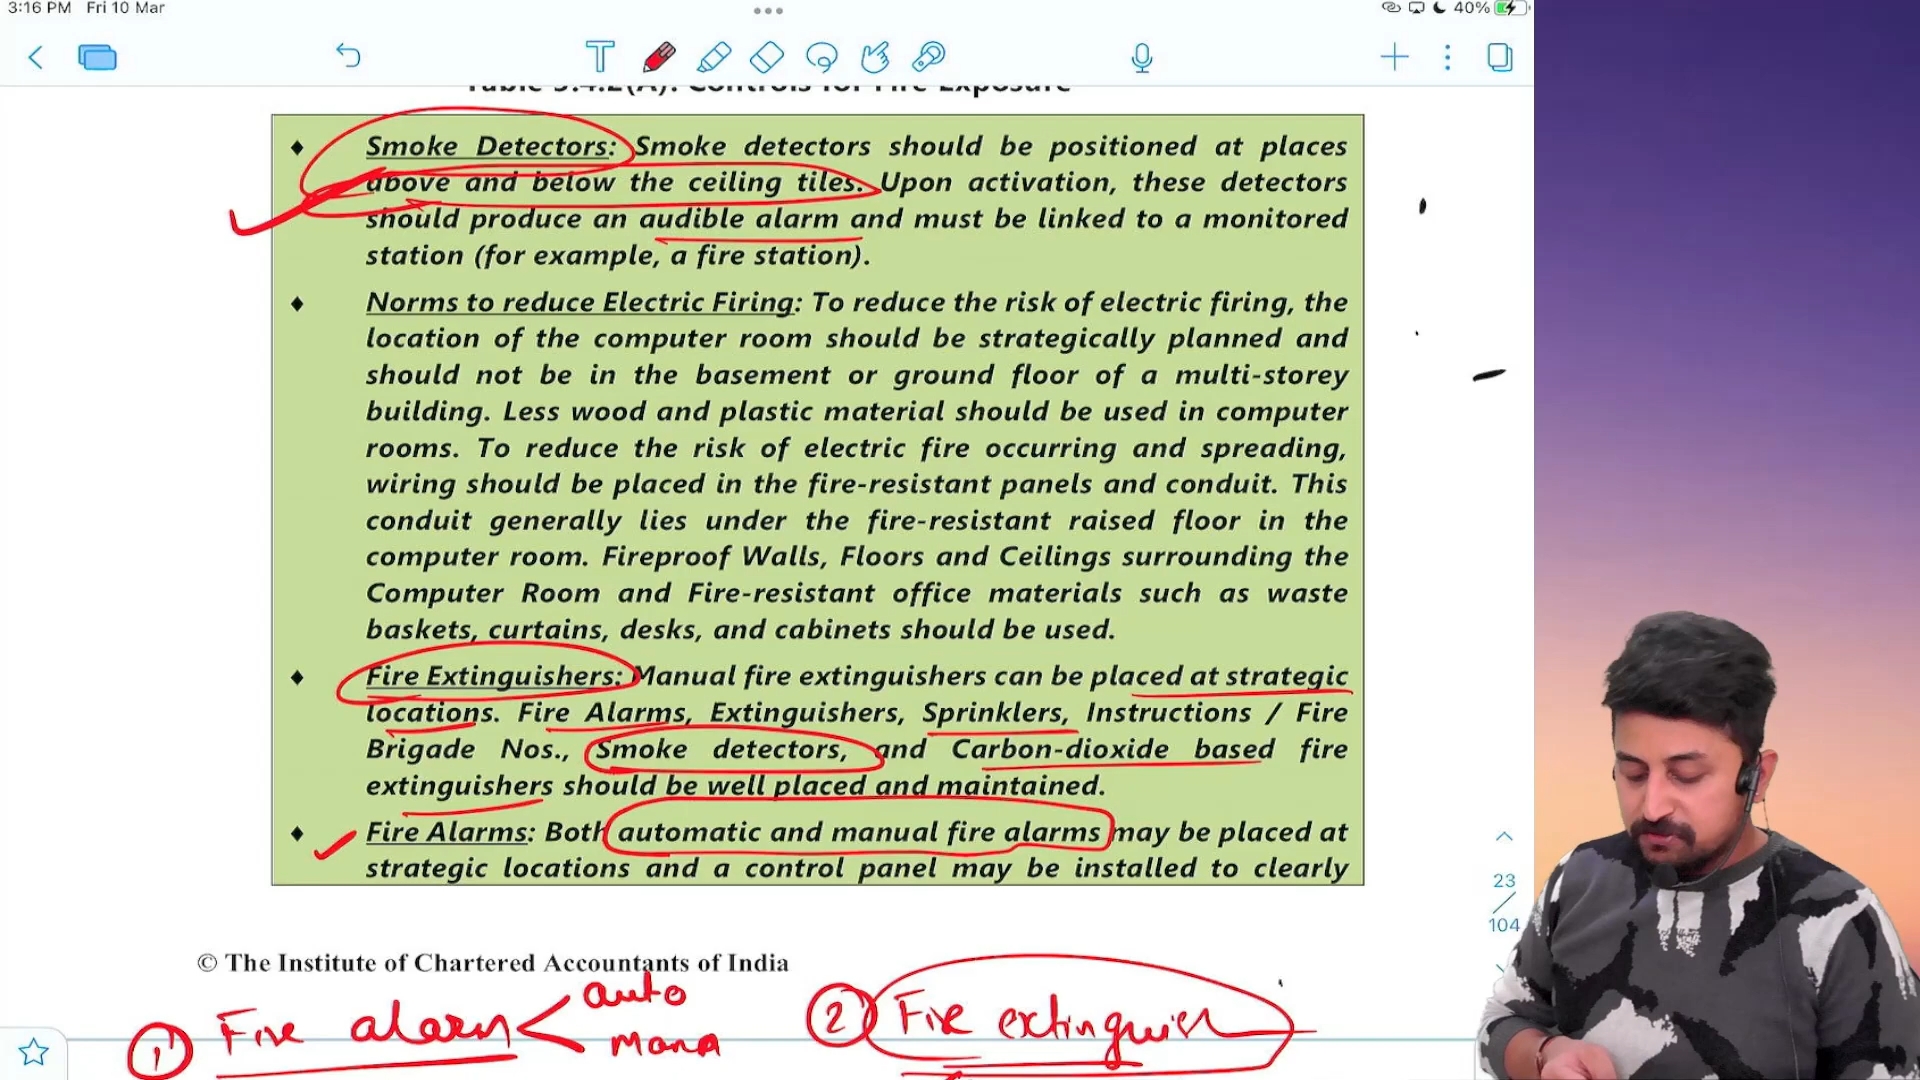 3:16 PM Fri 10 Mar
40%
Table 5.4.2(A): Controls for Fire Exposure
♦ Smoke Detectors: Smoke detectors should be positioned at places
above and below the ceiling tiles. Upon activation, these detectors
should produce an audible alarm and must be linked to a monitored
station (for example, a fire station).
♦ Norms to reduce Electric Firing: To reduce the risk of electric firing, the
location of the computer room should be strategically planned and
should not be in the basement or ground floor of a multi-storey
building. Less wood and plastic material should be used in computer
rooms. To reduce the risk of electric fire occurring and spreading,
wiring should be placed in the fire-resistant panels and conduit. This
conduit generally lies under the fire-resistant raised floor in the
computer room. Fireproof Walls, Floors and Ceilings surrounding the
Computer Room and Fire-resistant office materials such as waste
baskets, curtains, desks, and cabinets should be used.
♦ Fire Extinguishers: Manual fire extinguishers can be placed at strategic
locations. Fire Alarms, Extinguishers, Sprinklers, Instructions / Fire
Brigade Nos., Smoke detectors, and Carbon-dioxide based fire
extinguishers should be well placed and maintained.
♦ Fire Alarms: Both automatic and manual fire alarms may be placed at
strategic locations and a control panel may be installed to clearly
23
104
© The Institute of Chartered Accountants of India
1 Fire alarm < auto
mana
2 Fire extinguish